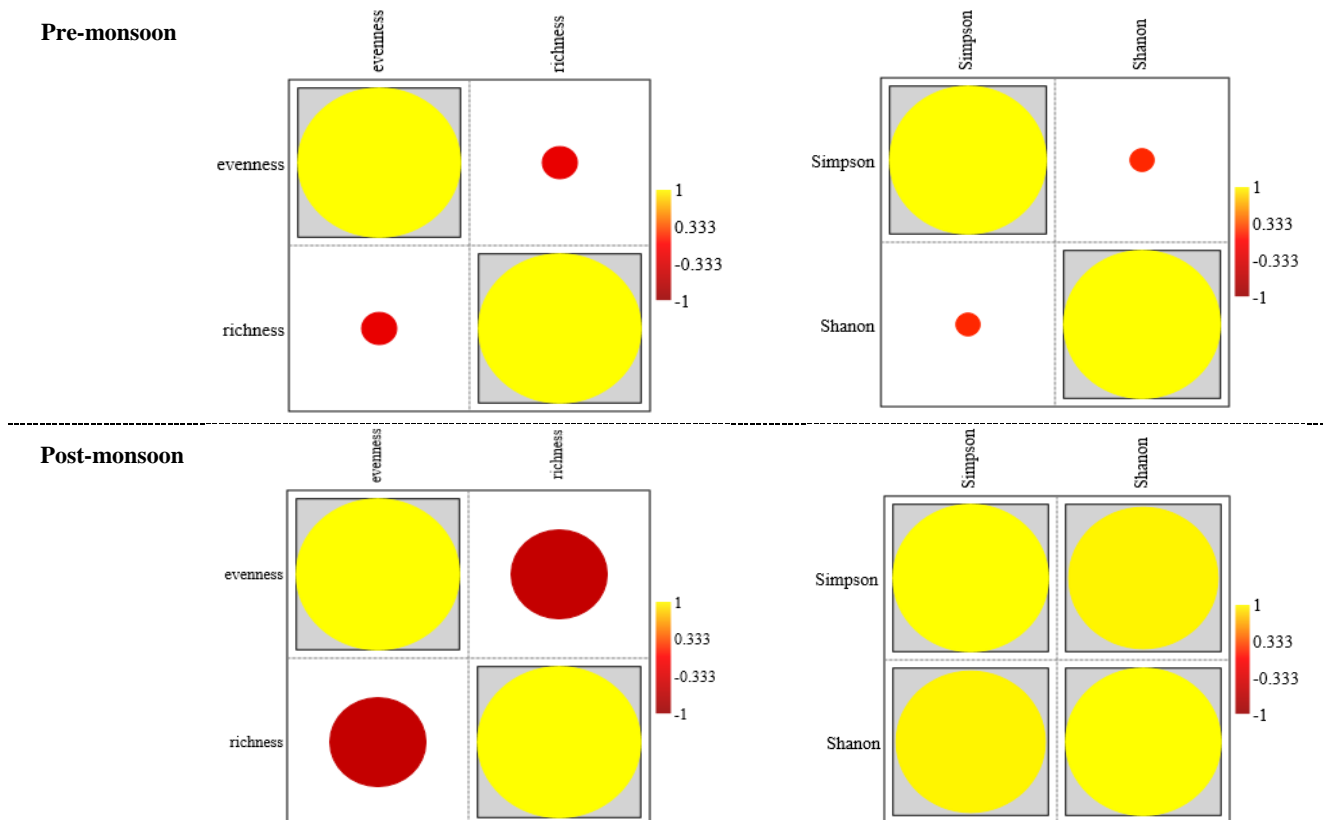 Pre-monsoon
evenness
richness
evenness
richness
1
0.333
-0.333
-1
Simpson
Shanon
Simpson
Shanon
1
0.333
-0.333
-1
Post-monsoon
evenness
richness
evenness
richness
1
0.333
-0.333
-1
Simpson
Shanon
Simpson
Shanon
1
0.333
-0.333
-1